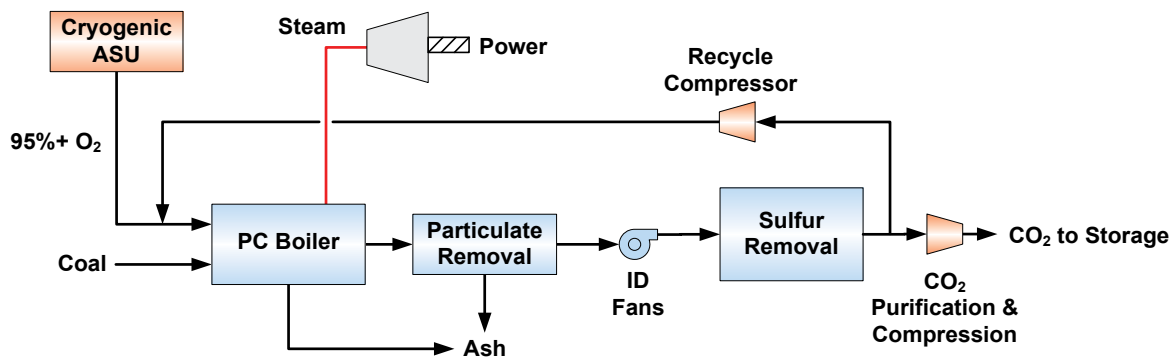 Cryogenic
ASU
Steam
Power
Recycle
Compressor
95%+ O₂
PC Boiler
Particulate
Removal
ID
Fans
Sulfur
Removal
CO₂ to Storage
CO₂
Purification &
Compression
Coal
Ash